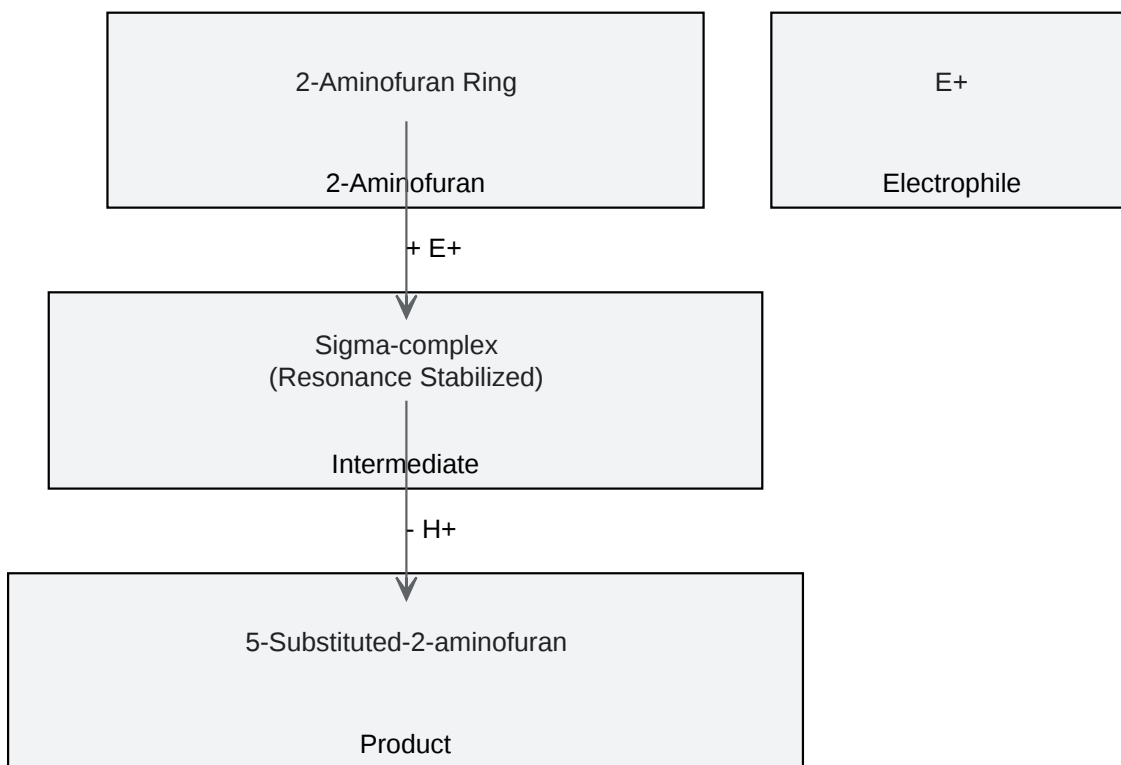 2-Aminofuran Ring
2-Aminofuran
E+
Electrophile
+ E+
Sigma-complex
(Resonance Stabilized)
Intermediate
- H+
5-Substituted-2-aminofuran
Product